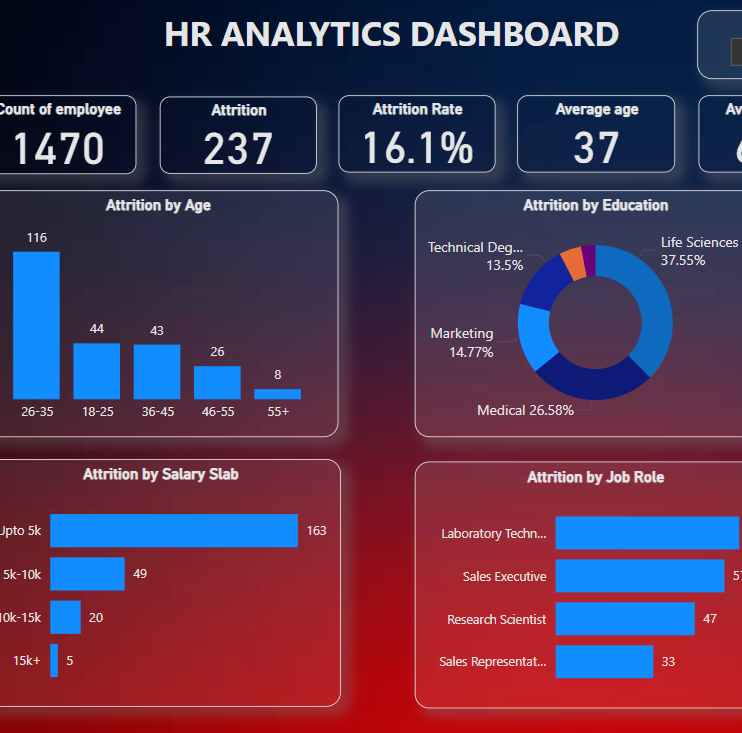 HR ANALYTICS DASHBOARD
Count of employee
1470
Attrition
237
Attrition Rate
16.1%
Average age
37
Av
Attrition by Age
116
44
43
26
8
26-35
18-25
36-45
46-55
55+
Attrition by Education
Life Sciences
37.55%
Technical Deg...
13.5%
Marketing
14.77%
Medical 26.58%
Attrition by Salary Slab
Upto 5k
163
5k-10k
49
10k-15k
20
15k+
5
Attrition by Job Role
Laboratory Techn...
Sales Executive
57
Research Scientist
47
Sales Representat...
33